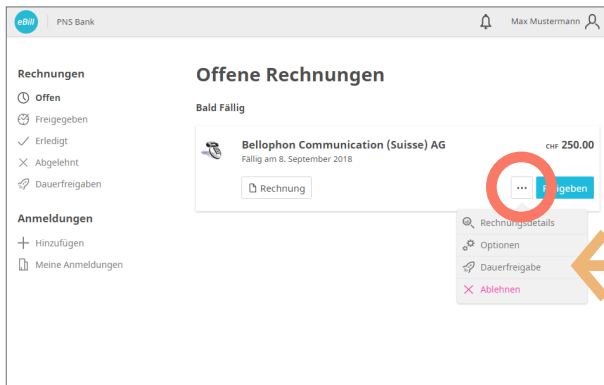 eBill PNS Bank Max Mustermann
Rechnungen
Offen
Freigegeben
Erledigt
Abgelehnt
Dauerfreigaben
Anmeldungen
Hinzufügen
Meine Anmeldungen
Offene Rechnungen
Bald Fällig
Bellophon Communication (Suisse) AG CHF 250.00
Fällig am 8. September 2018
Rechnung ... Freigeben
Rechnungsdetails
Optionen
Dauerfreigabe
Ablehnen